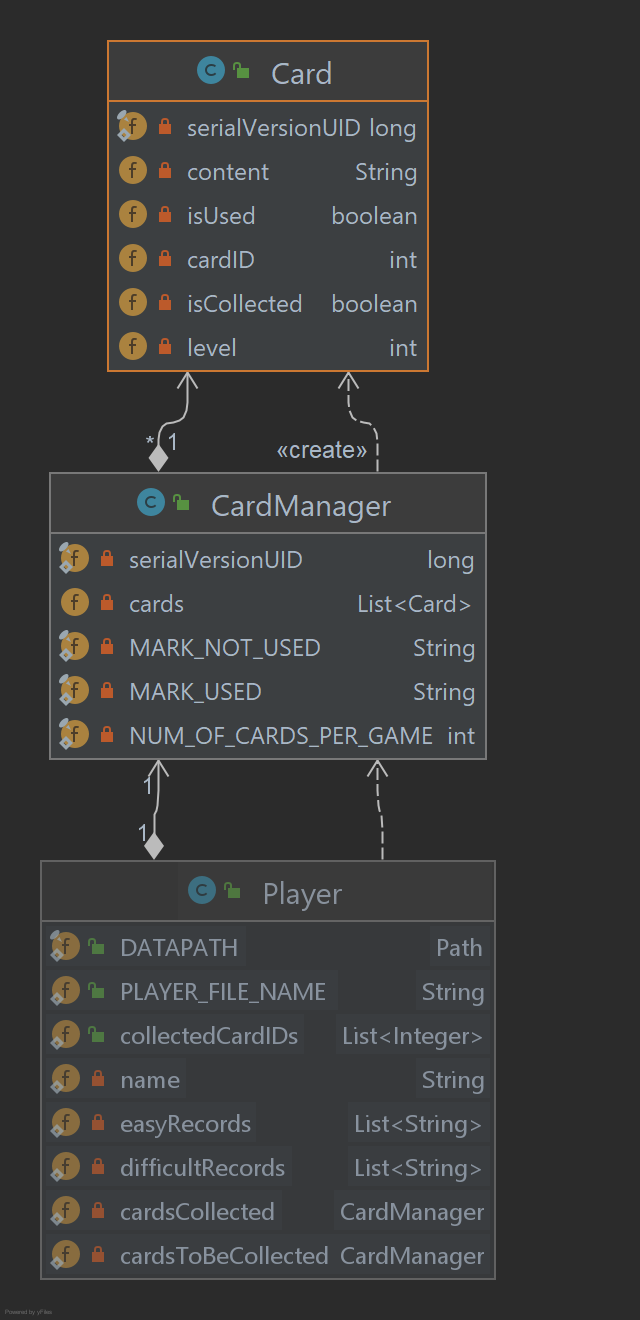 C Card
f serialVersionUID long
f content String
f isUsed boolean
f cardID int
f isCollected boolean
f level int
* 1
«create»
C CardManager
f serialVersionUID long
f cards List<Card>
f MARK_NOT_USED String
f MARK_USED String
f NUM_OF_CARDS_PER_GAME int
1
1
C Player
f DATAPATH Path
f PLAYER_FILE_NAME String
f collectedCardIDs List<Integer>
f name String
f easyRecords List<String>
f difficultRecords List<String>
f cardsCollected CardManager
f cardsToBeCollected CardManager
Powered by yFiles